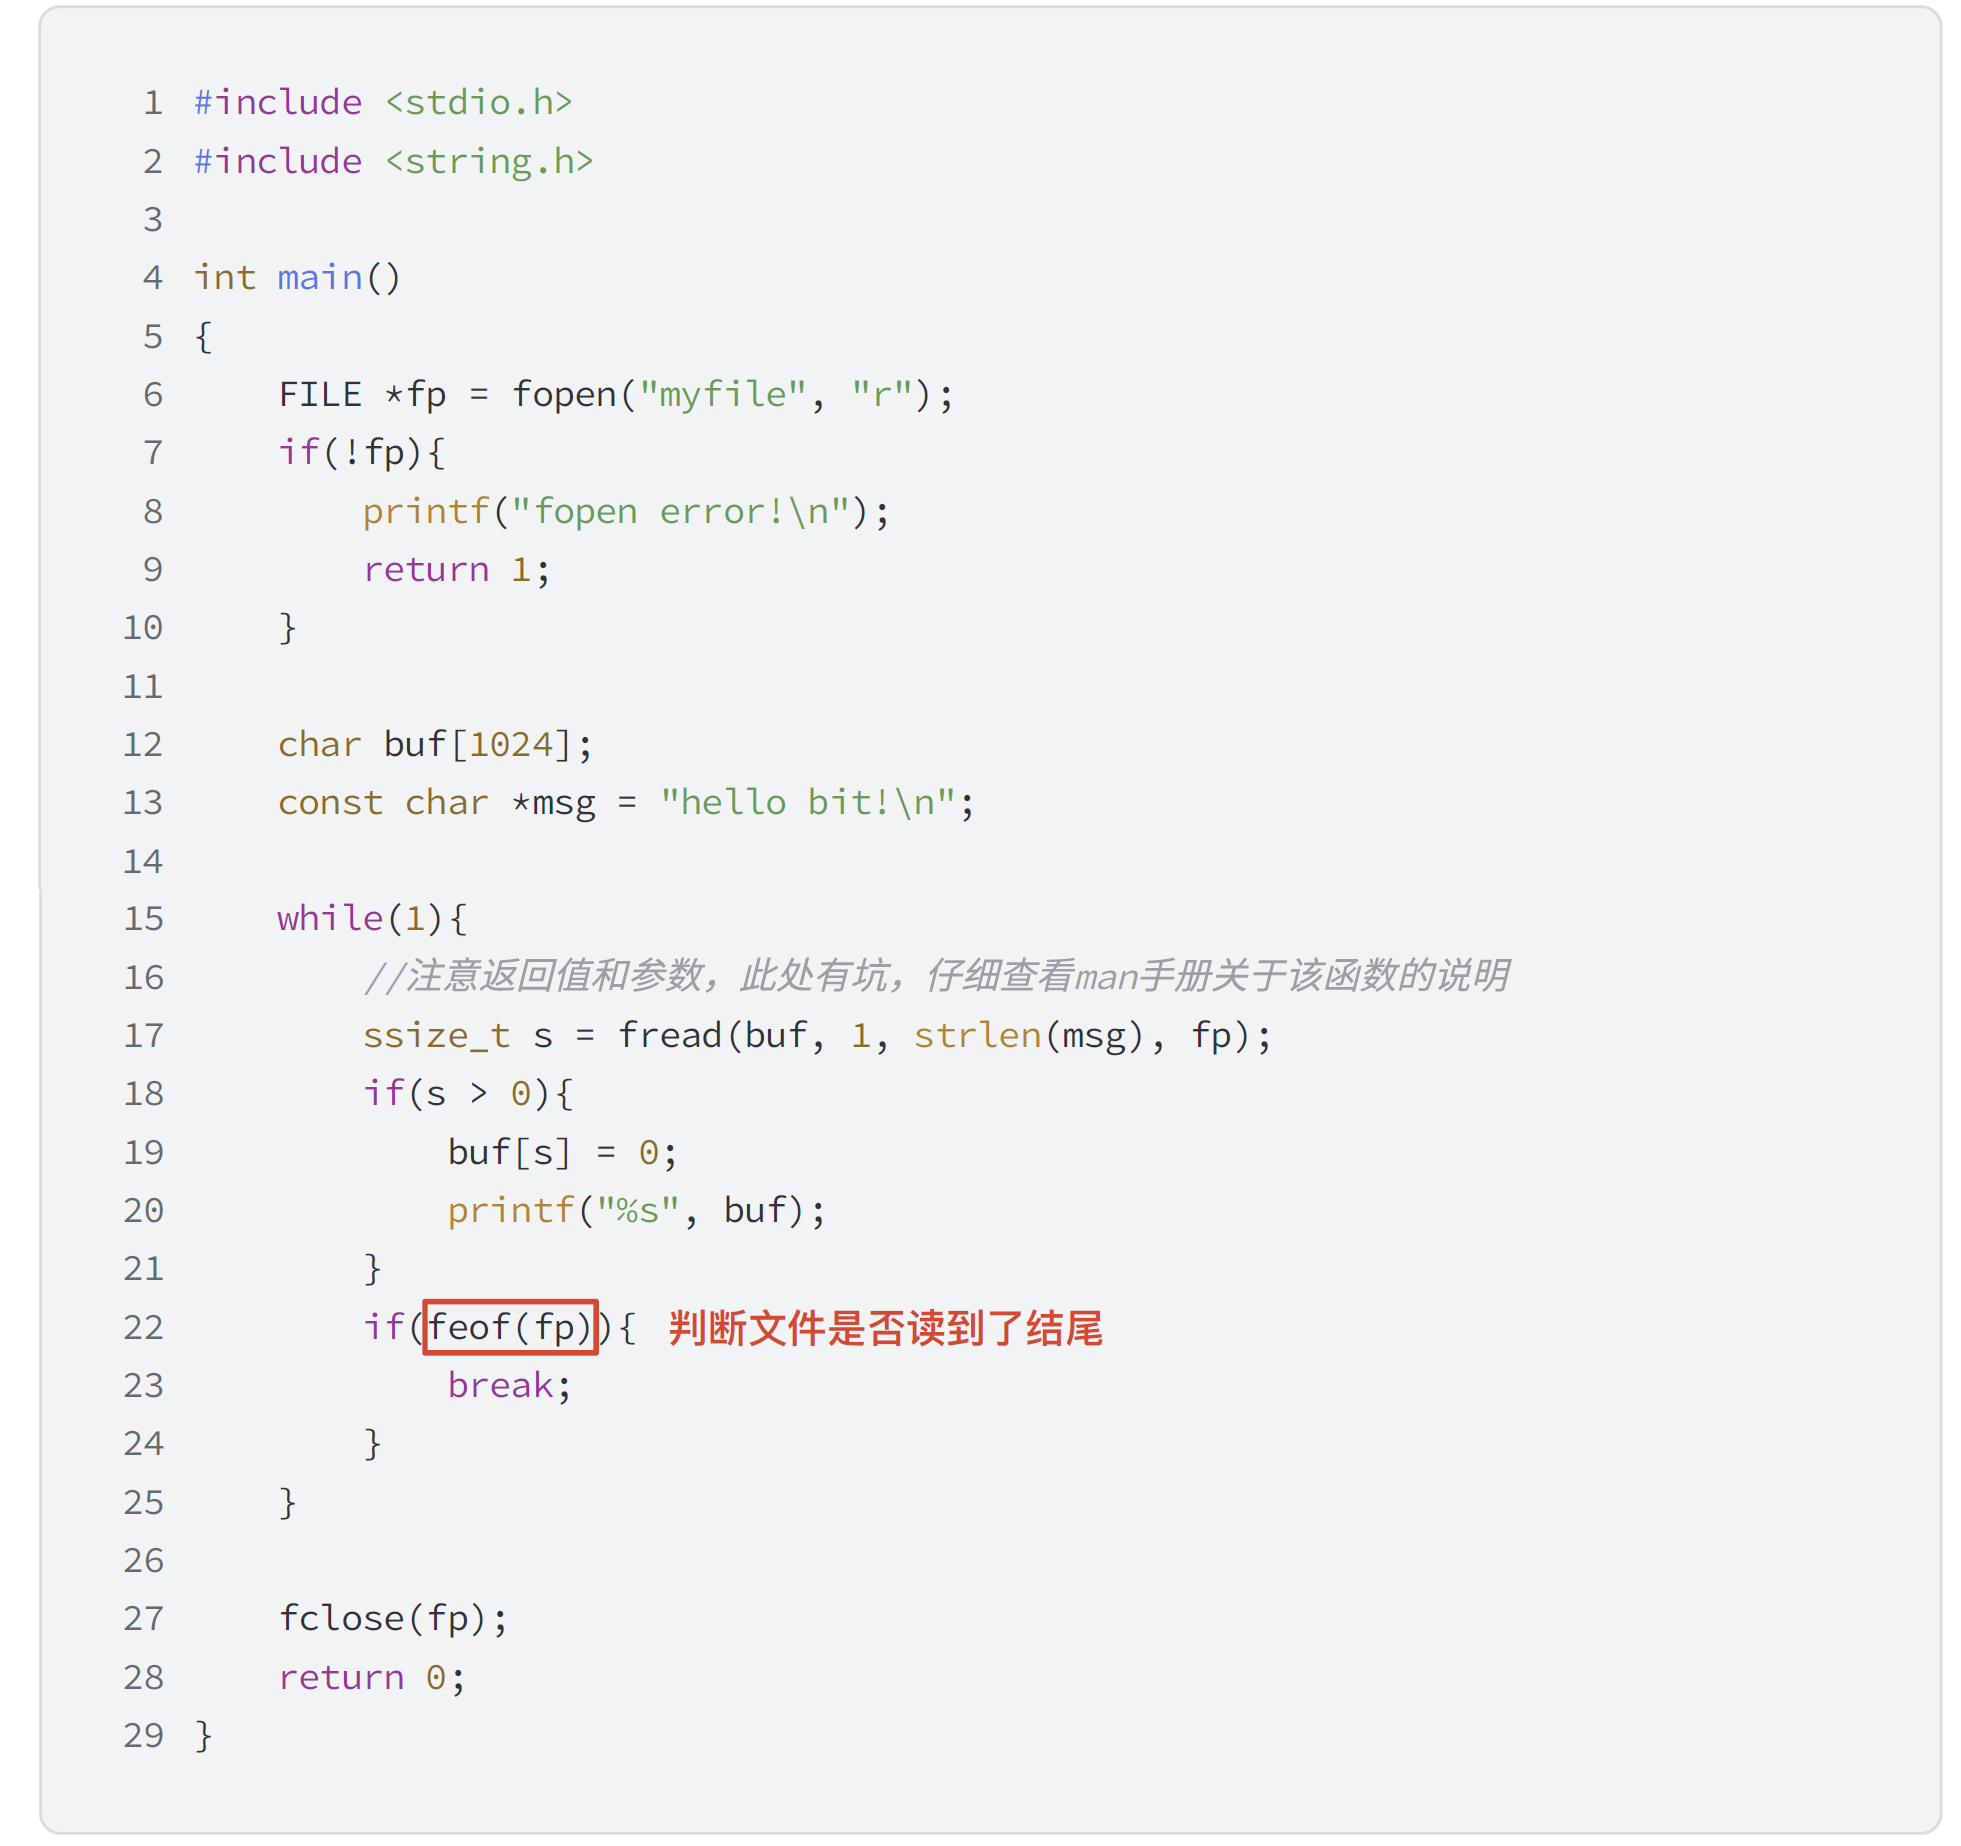 1 #include <stdio.h>
2 #include <string.h>
3
4 int main()
5 {
6     FILE *fp = fopen("myfile", "r");
7     if(!fp){
8         printf("fopen error!\n");
9         return 1;
10     }
11
12     char buf[1024];
13     const char *msg = "hello bit!\n";
14
15     while(1){
16         //注意返回值和参数，此处有坑，仔细查看man手册关于该函数的说明
17         ssize_t s = fread(buf, 1, strlen(msg), fp);
18         if(s > 0){
19             buf[s] = 0;
20             printf("%s", buf);
21         }
22         if(feof(fp)){ 判断文件是否读到了结尾
23             break;
24         }
25     }
26
27     fclose(fp);
28     return 0;
29 }